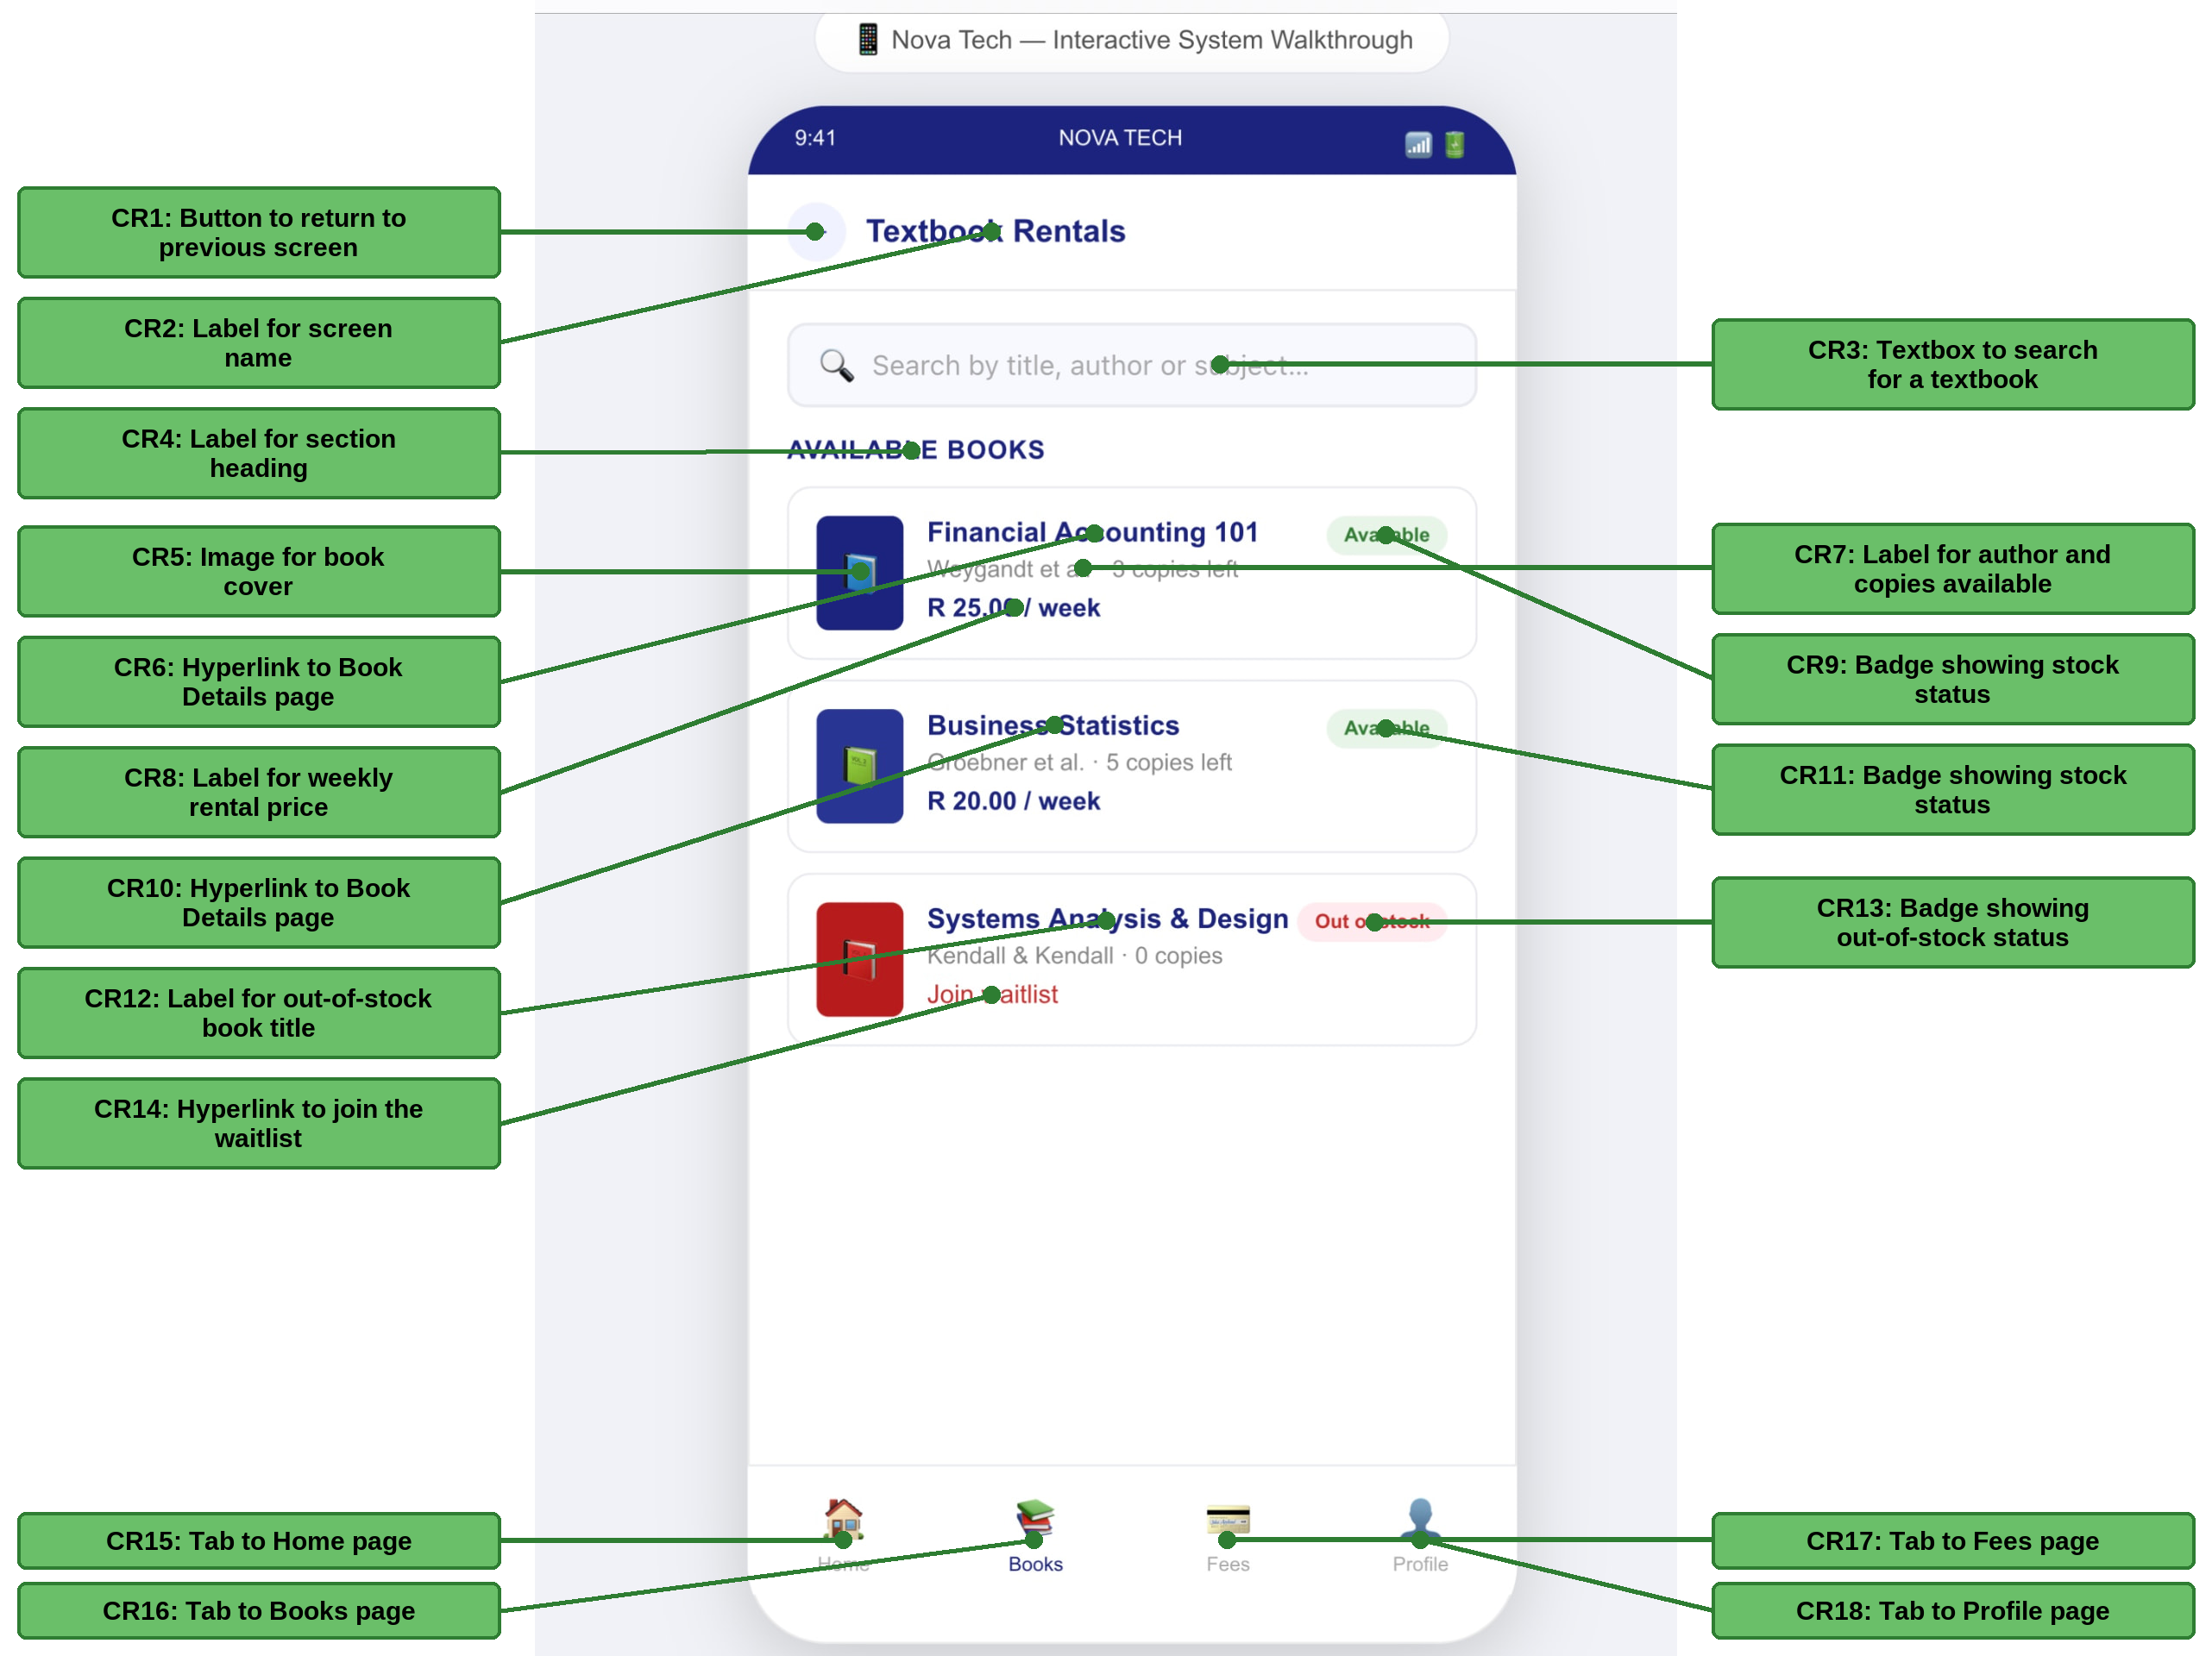 Nova Tech — Interactive System Walkthrough
9:41
NOVA TECH
CR1: Button to return to
previous screen
Textbook Rentals
CR2: Label for screen
name
CR3: Textbox to search
for a textbook
Search by title, author or subject...
CR4: Label for section
heading
AVAILABLE BOOKS
CR5: Image for book
cover
Financial Accounting 101
Available
Weygandt et al. · 3 copies left
R 25.00 / week
CR7: Label for author and
copies available
CR6: Hyperlink to Book
Details page
CR9: Badge showing stock
status
CR8: Label for weekly
rental price
Business Statistics
Available
Groebner et al. · 5 copies left
R 20.00 / week
CR11: Badge showing stock
status
CR10: Hyperlink to Book
Details page
Systems Analysis & Design
Out of stock
Kendall & Kendall · 0 copies
Join waitlist
CR13: Badge showing
out-of-stock status
CR12: Label for out-of-stock
book title
CR14: Hyperlink to join the
waitlist
CR15: Tab to Home page
CR17: Tab to Fees page
Home
Books
Fees
Profile
CR16: Tab to Books page
CR18: Tab to Profile page